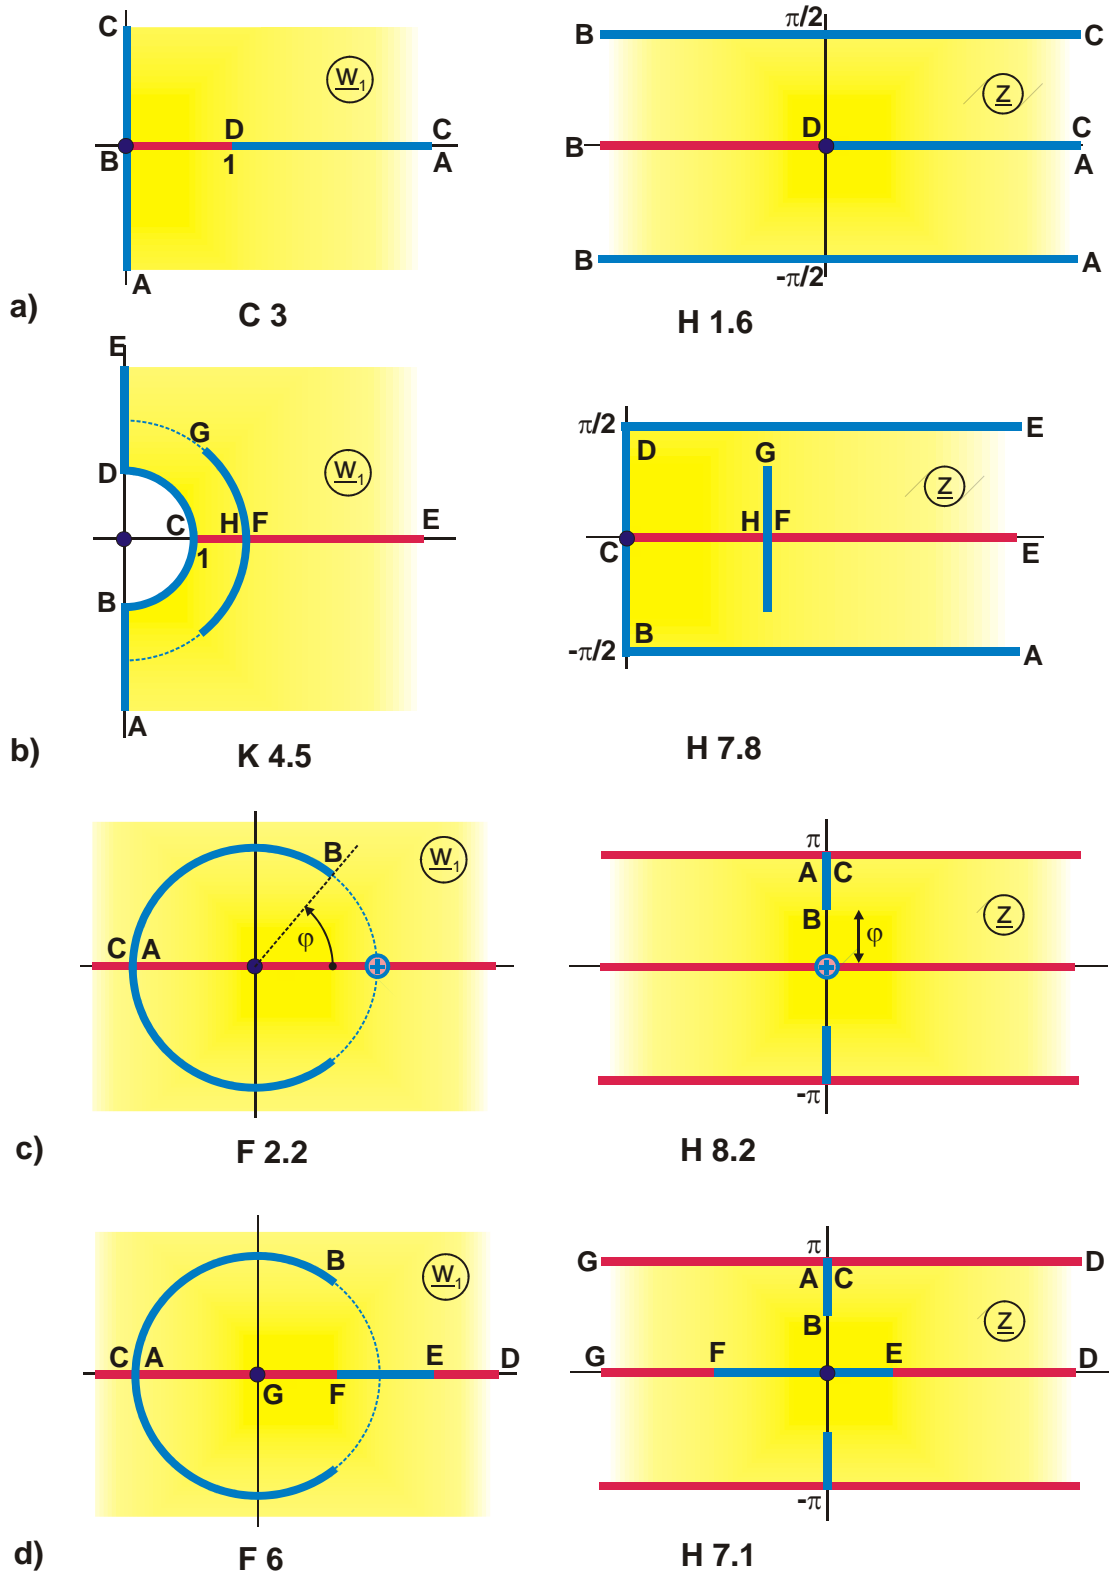 C
π/2
B
C
w₁
z
D
C
D
C
B
1
A
B
A
B
A
A
-π/2
a)
C 3
H 1.6
E
G
π/2
E
w₁
D
G
D
z
C
H
F
E
H
F
1
C
E
B
B
-π/2
A
A
b)
K 4.5
H 7.8
B
w₁
π
A
C
φ
B
φ
z
C
A
-π
c)
F 2.2
H 8.2
B
w₁
π
G
D
A
C
B
z
C
A
E
D
G
F
E
D
G
F
-π
d)
F 6
H 7.1